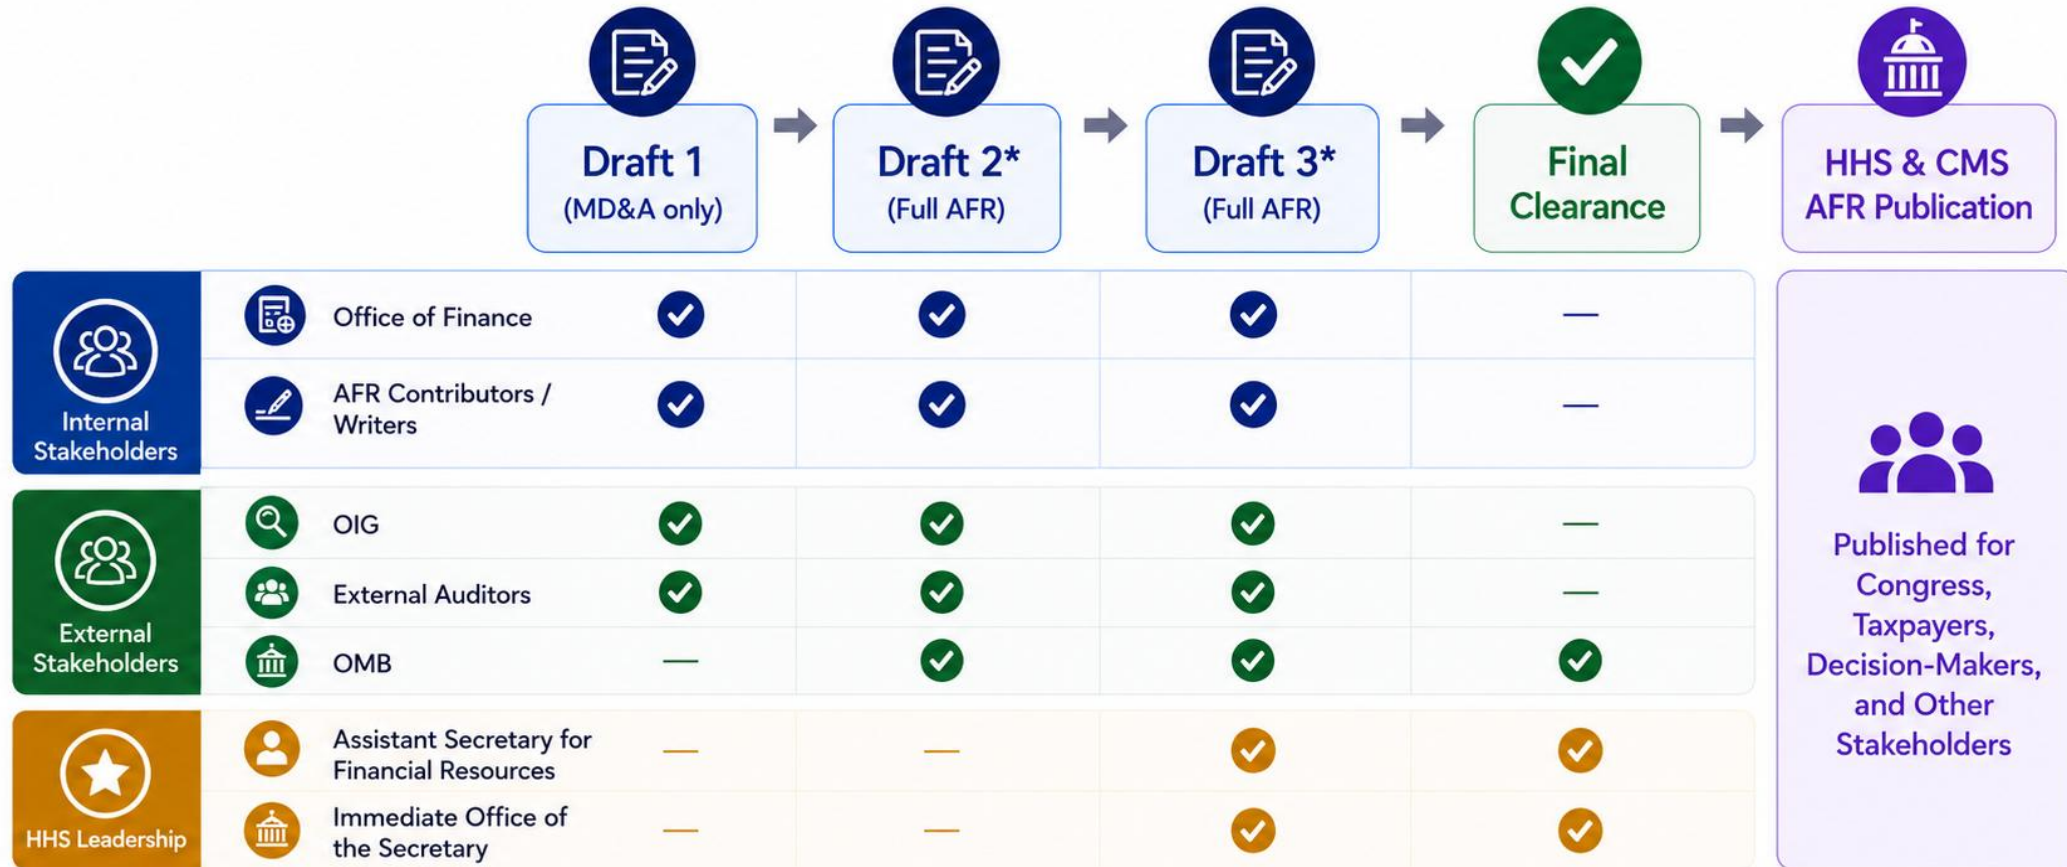 Draft 1
(MD&A only)
Draft 2*
(Full AFR)
Draft 3*
(Full AFR)
Final
Clearance
HHS & CMS
AFR Publication
Internal
Stakeholders
Office of Finance
—
AFR Contributors /
Writers
—
External
Stakeholders
OIG
—
External Auditors
—
OMB
—
HHS Leadership
Assistant Secretary for
Financial Resources
—
—
Immediate Office of
the Secretary
—
—
Published for
Congress,
Taxpayers,
Decision-Makers,
and Other
Stakeholders